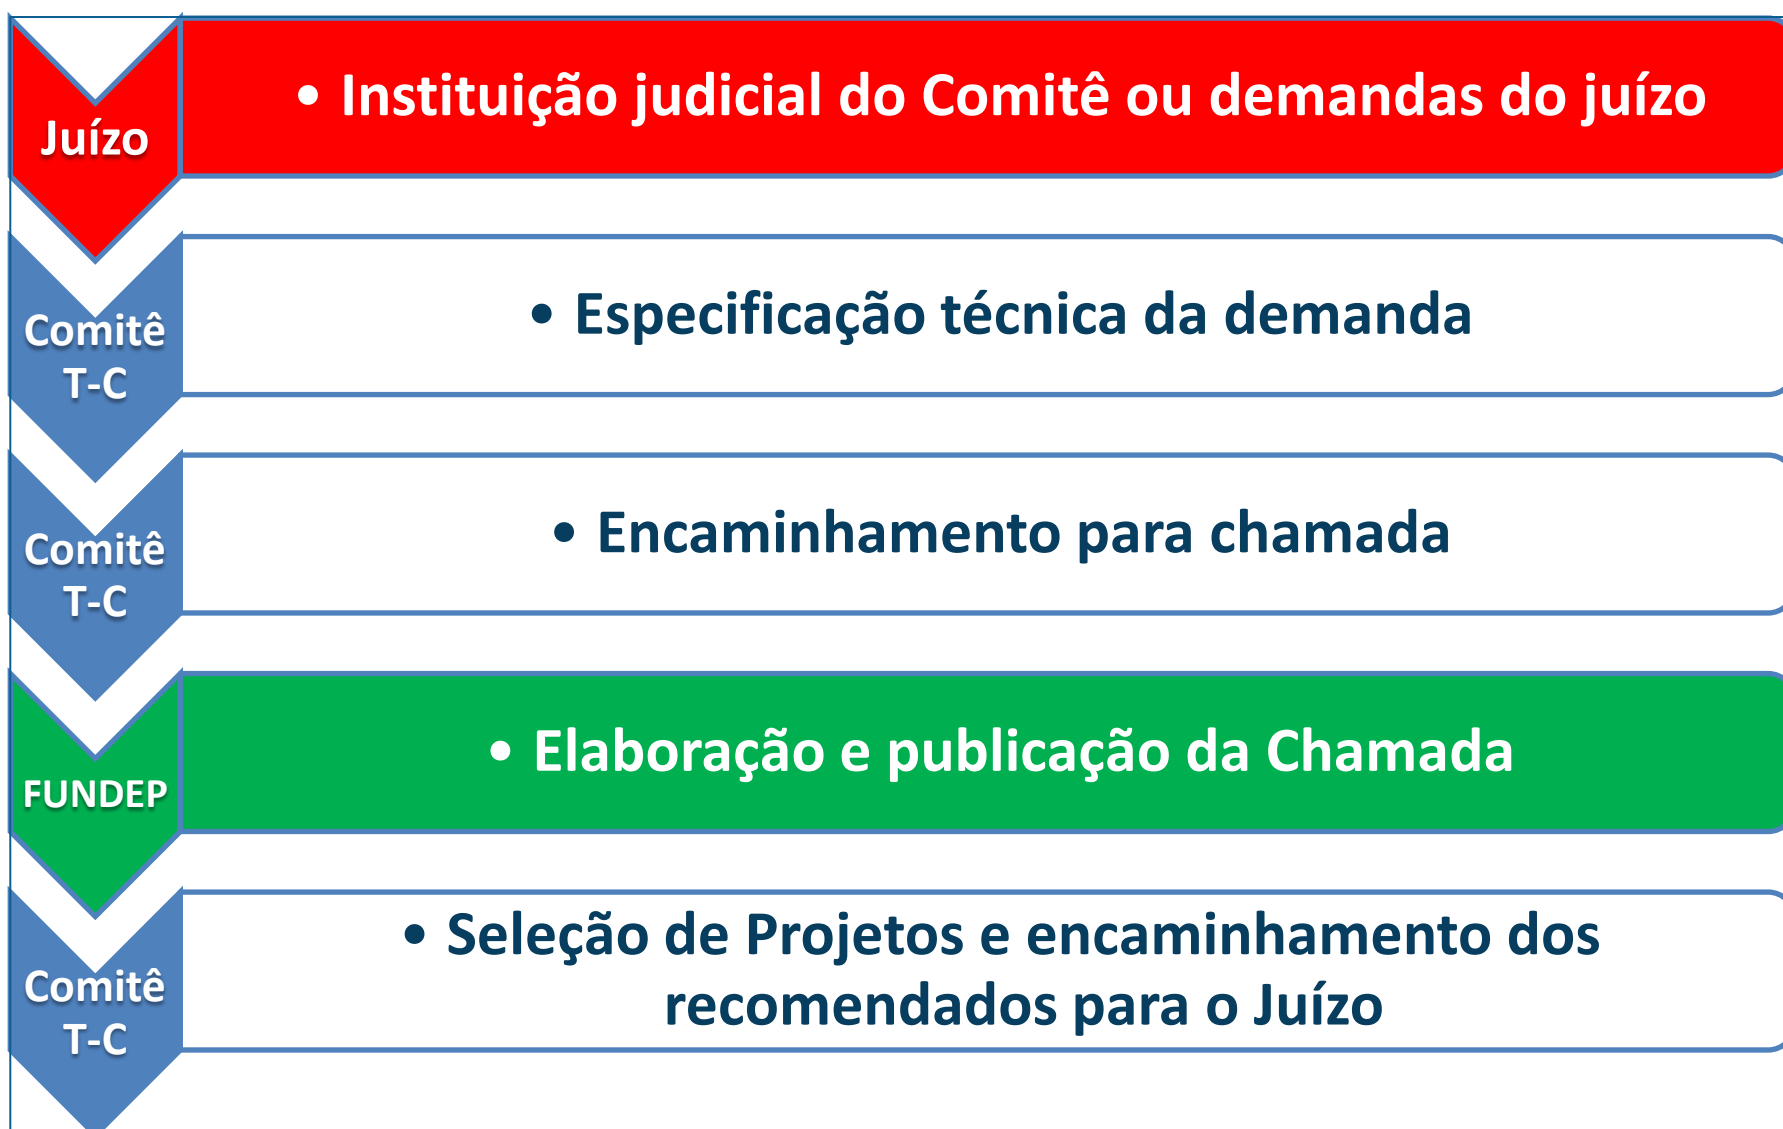 Juízo
• Instituição judicial do Comitê ou demandas do juízo
Comitê
T-C
• Especificação técnica da demanda
Comitê
T-C
• Encaminhamento para chamada
FUNDEP
• Elaboração e publicação da Chamada
Comitê
T-C
• Seleção de Projetos e encaminhamento dos
recomendados para o Juízo